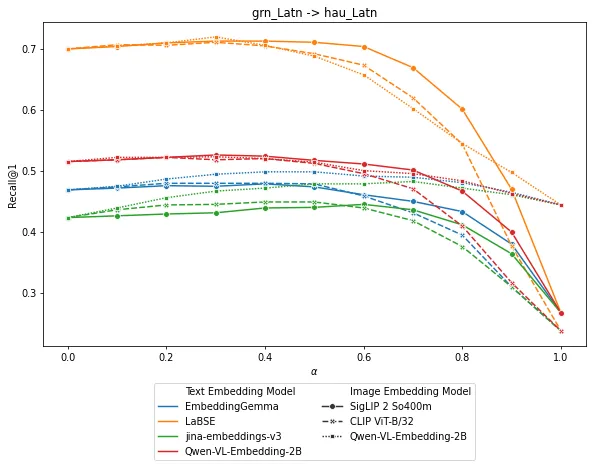 grn_Latn -> hau_Latn
Recall@1
0.7
0.6
0.5
0.4
0.3
0.0 0.2 0.4 0.6 0.8 1.0
α
Text Embedding Model
EmbeddingGemma
LaBSE
jina-embeddings-v3
Qwen-VL-Embedding-2B
Image Embedding Model
SigLIP 2 So400m
CLIP ViT-B/32
Qwen-VL-Embedding-2B